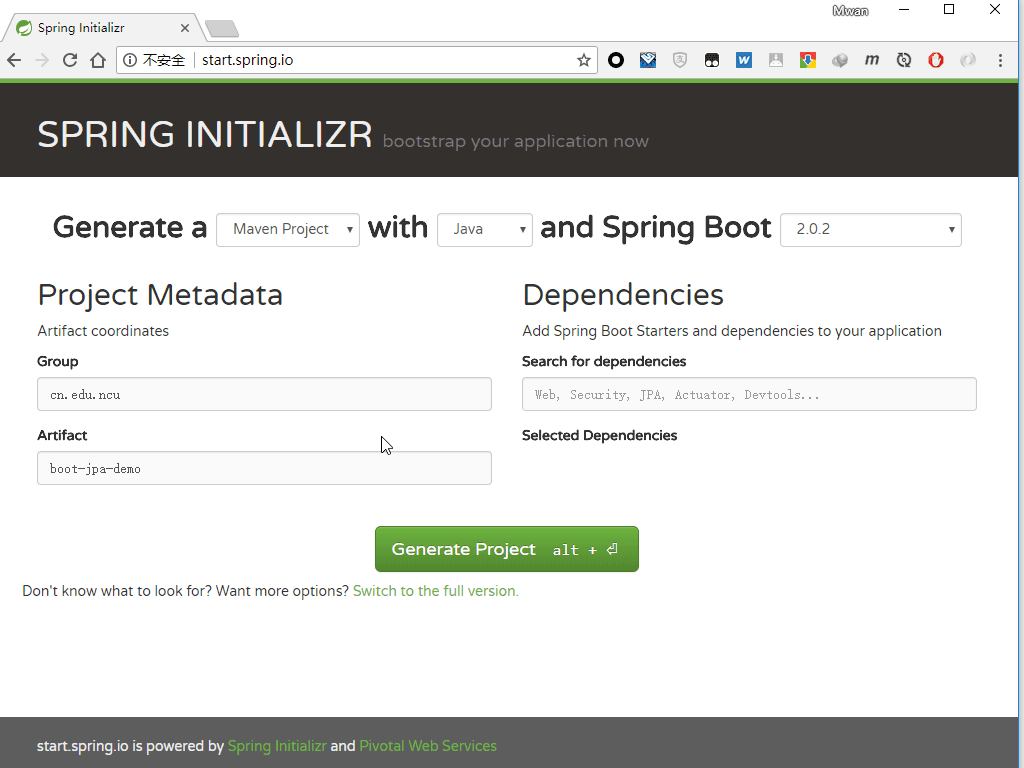 Mwan
Spring Initializr
不安全 start.spring.io
SPRING INITIALIZR bootstrap your application now
Generate a Maven Project with Java and Spring Boot 2.0.2
Project Metadata
Artifact coordinates
Group
cn.edu.ncu
Artifact
boot-jpa-demo
Dependencies
Add Spring Boot Starters and dependencies to your application
Search for dependencies
Web, Security, JPA, Actuator, Devtools...
Selected Dependencies
Generate Project alt + ⏎
Don't know what to look for? Want more options? Switch to the full version.
start.spring.io is powered by Spring Initializr and Pivotal Web Services